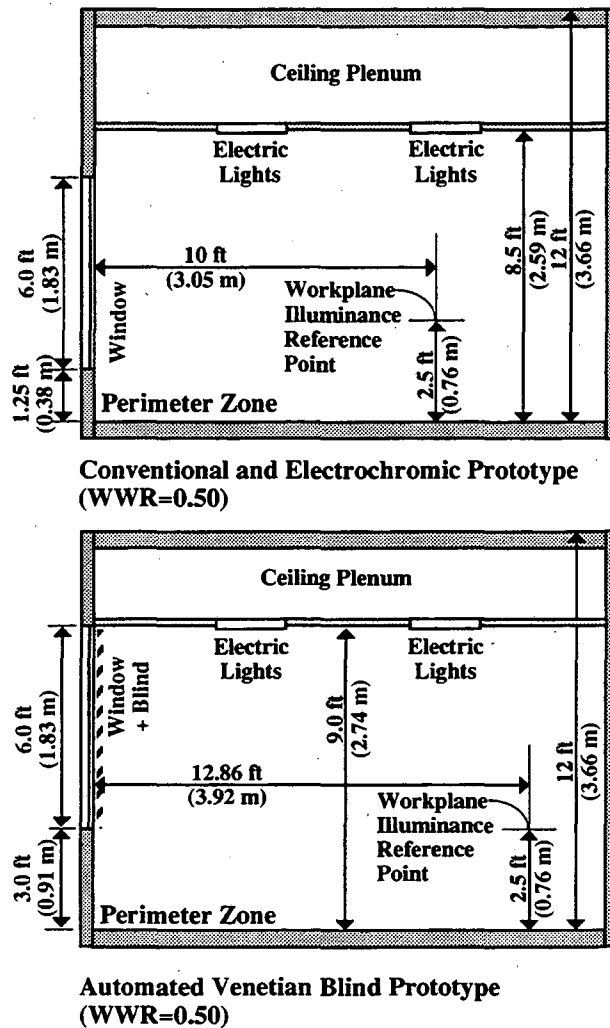 Ceiling Plenum
Electric
Lights
Electric
Lights
6.0 ft
(1.83 m)
Window
10 ft
(3.05 m)
Workplane
Illuminance
Reference
Point
2.5 ft
(0.76 m)
8.5 ft
(2.59 m)
12 ft
(3.66 m)
1.25 ft
(0.38 m)
Perimeter Zone
Conventional and Electrochromic Prototype
(WWR=0.50)
Ceiling Plenum
Electric
Lights
Electric
Lights
6.0 ft
(1.83 m)
Window
+ Blind
9.0 ft
(2.74 m)
12.86 ft
(3.92 m)
Workplane
Illuminance
Reference
Point
2.5 ft
(0.76 m)
12 ft
(3.66 m)
3.0 ft
(0.91 m)
Perimeter Zone
Automated Venetian Blind Prototype
(WWR=0.50)